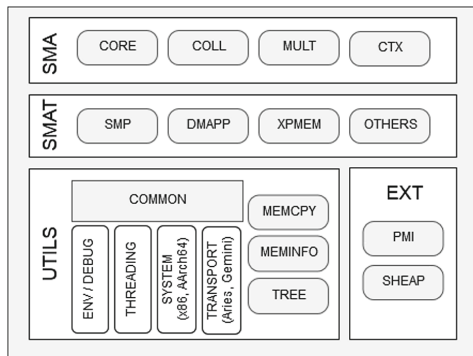 SMA
CORE
COLL
MULT
CTX
SMAT
SMP
DMAPP
XPMEM
OTHERS
UTILS
COMMON
ENV / DEBUG
THREADING
SYSTEM
(x86, AArch64)
TRANSPORT
(Aries, Gemini)
MEMCPY
MEMINFO
TREE
EXT
PMI
SHEAP